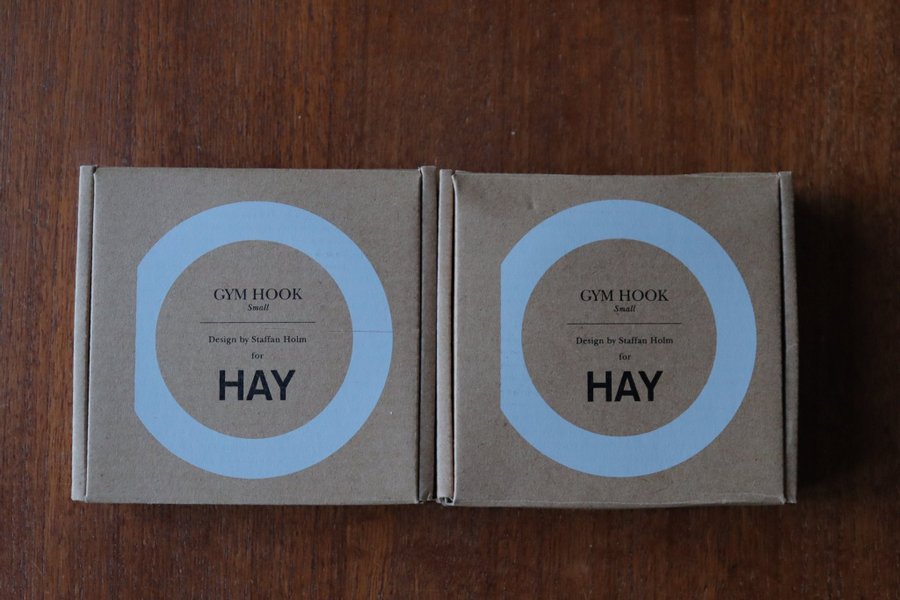 GYM HOOK
Small
Design by Staffan Holm
for
HAY
GYM HOOK
Small
Design by Staffan Holm
for
HAY